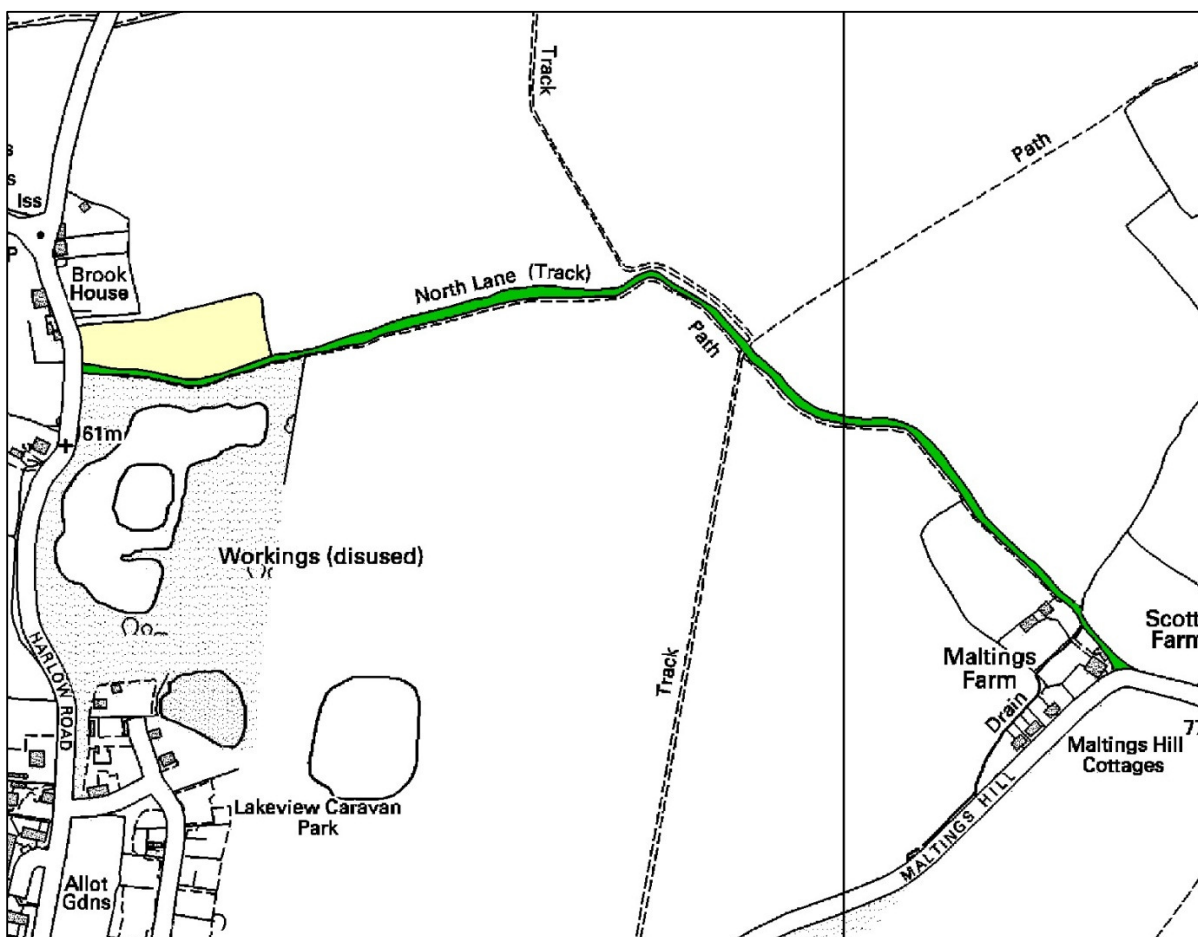 Track
Path
s
s
Iss
P
Brook
House
North Lane (Track)
Path
61m
Workings (disused)
HARLOW ROAD
Track
Scott
Farm
Maltings
Farm
Drain
77
Maltings Hill
Cottages
MALTINGS HILL
Lakeview Caravan
Park
Allot
Gdns